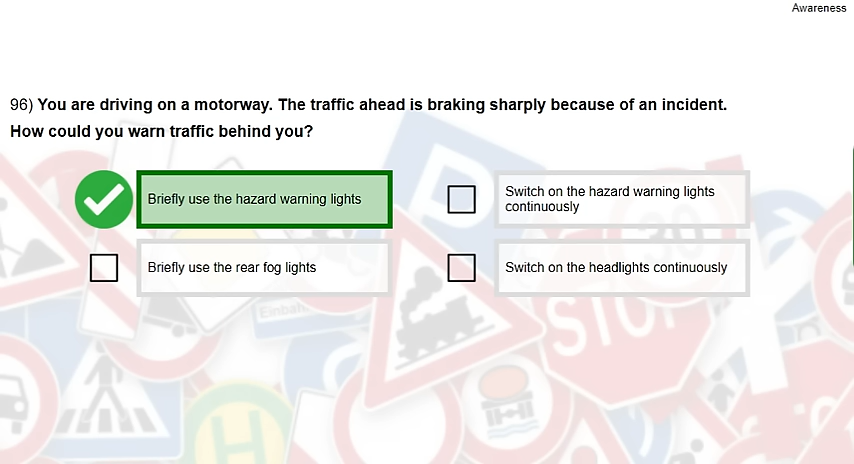 Awareness
96) You are driving on a motorway. The traffic ahead is braking sharply because of an incident.
How could you warn traffic behind you?
Briefly use the hazard warning lights
Switch on the hazard warning lights
continuously
Briefly use the rear fog lights
Switch on the headlights continuously
P
30
STOP
H